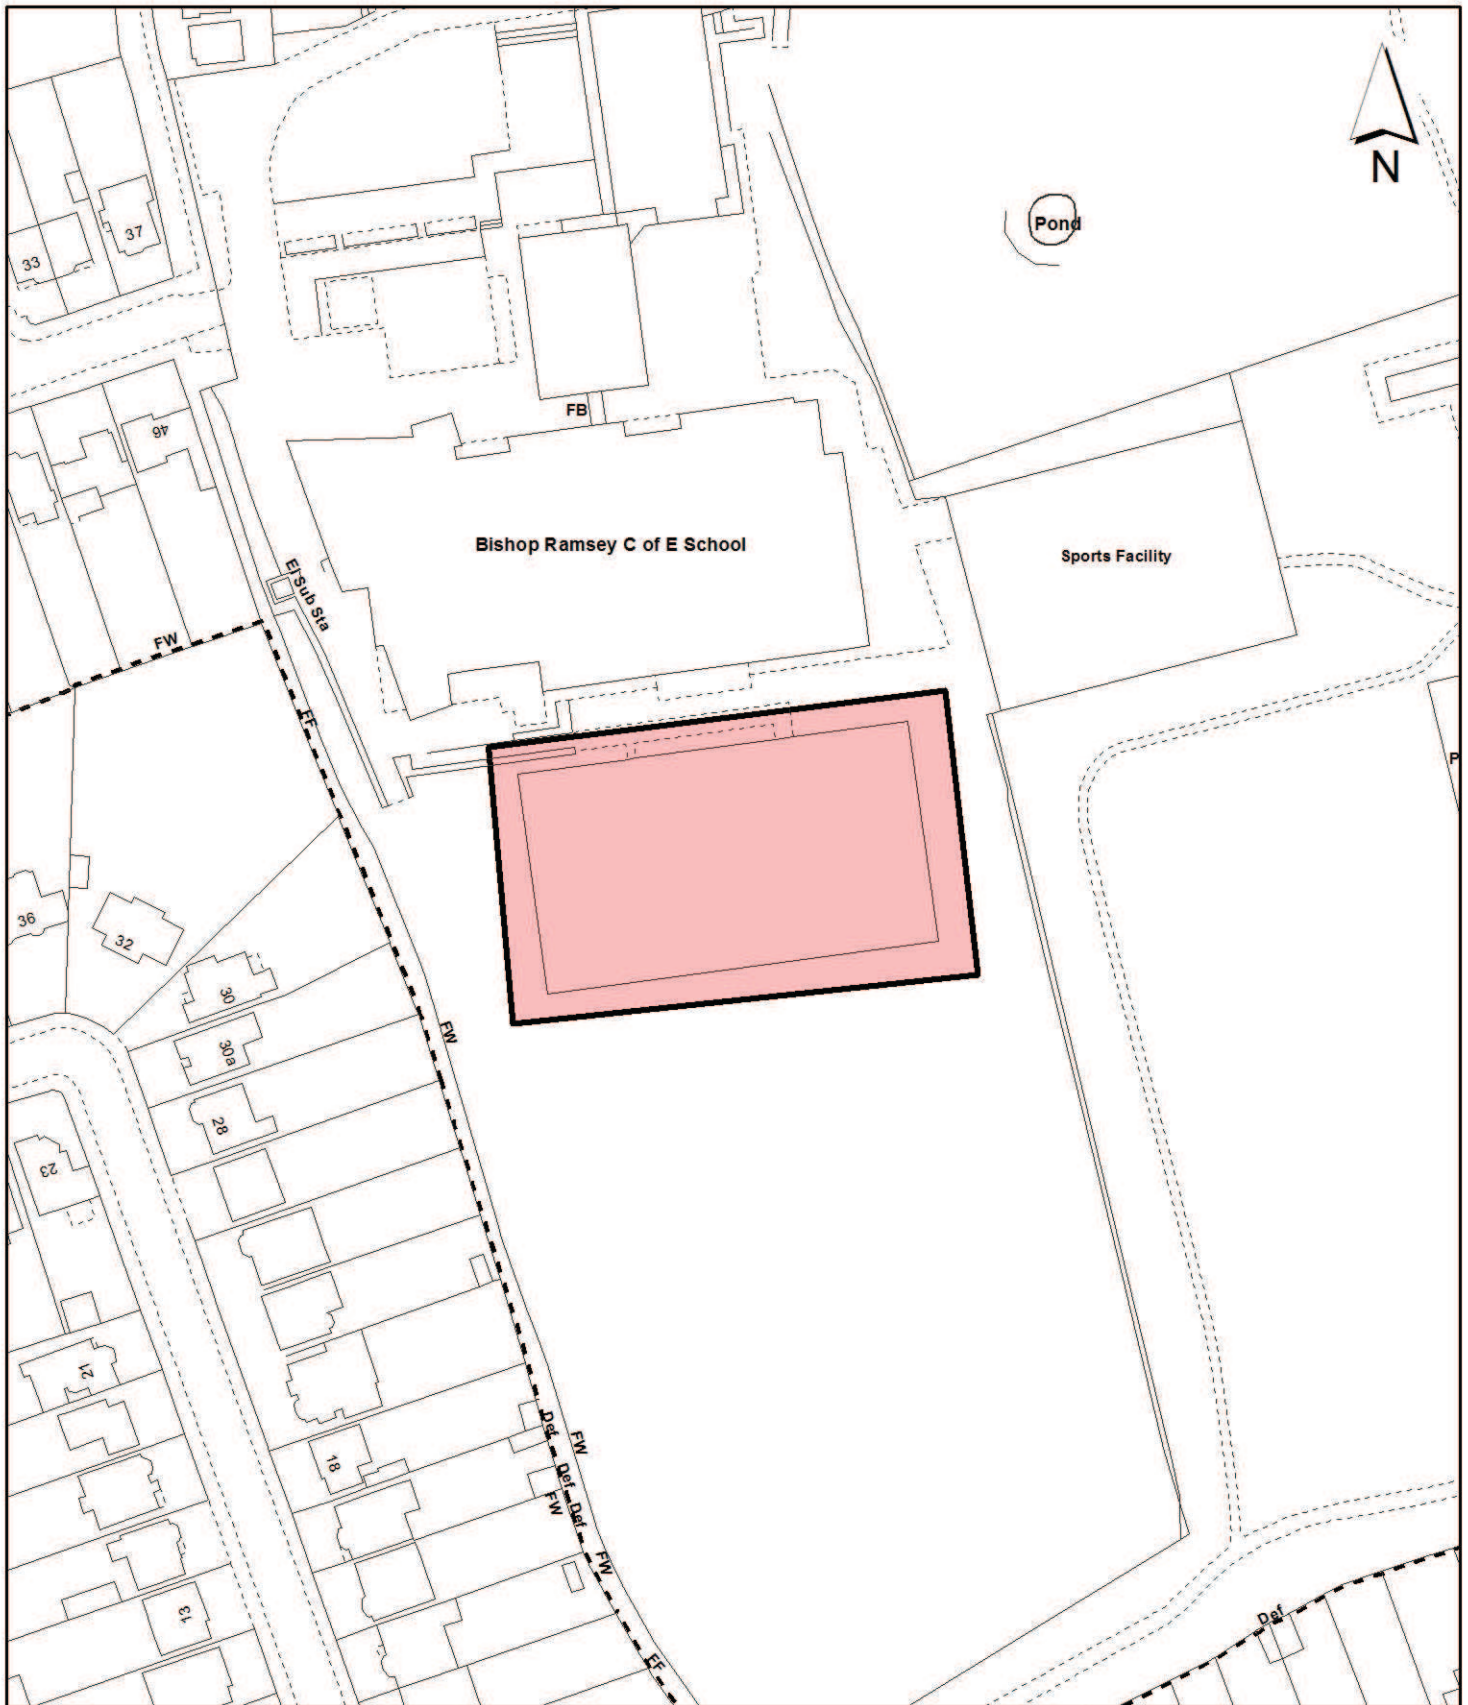 N
Pond
37
33
FB
46
Bishop Ramsey C of E School
Sports Facility
El Sub Sta
FW
FF
P
36
32
30
FW
30a
28
23
21
Def
FW
18
Def
FW
Def
FW
13
Def
FF